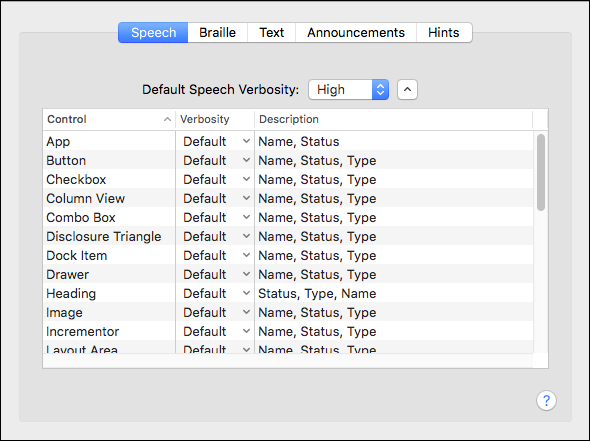 Speech Braille Text Announcements Hints
Default Speech Verbosity: High
Control Verbosity Description
App Default Name, Status
Button Default Name, Status, Type
Checkbox Default Name, Status, Type
Column View Default Name, Status, Type
Combo Box Default Name, Status, Type
Disclosure Triangle Default Name, Status, Type
Dock Item Default Name, Status, Type
Drawer Default Name, Status, Type
Heading Default Status, Type, Name
Image Default Name, Status, Type
Incrementor Default Name, Status, Type
Layout Area Default Name, Status, Type
?